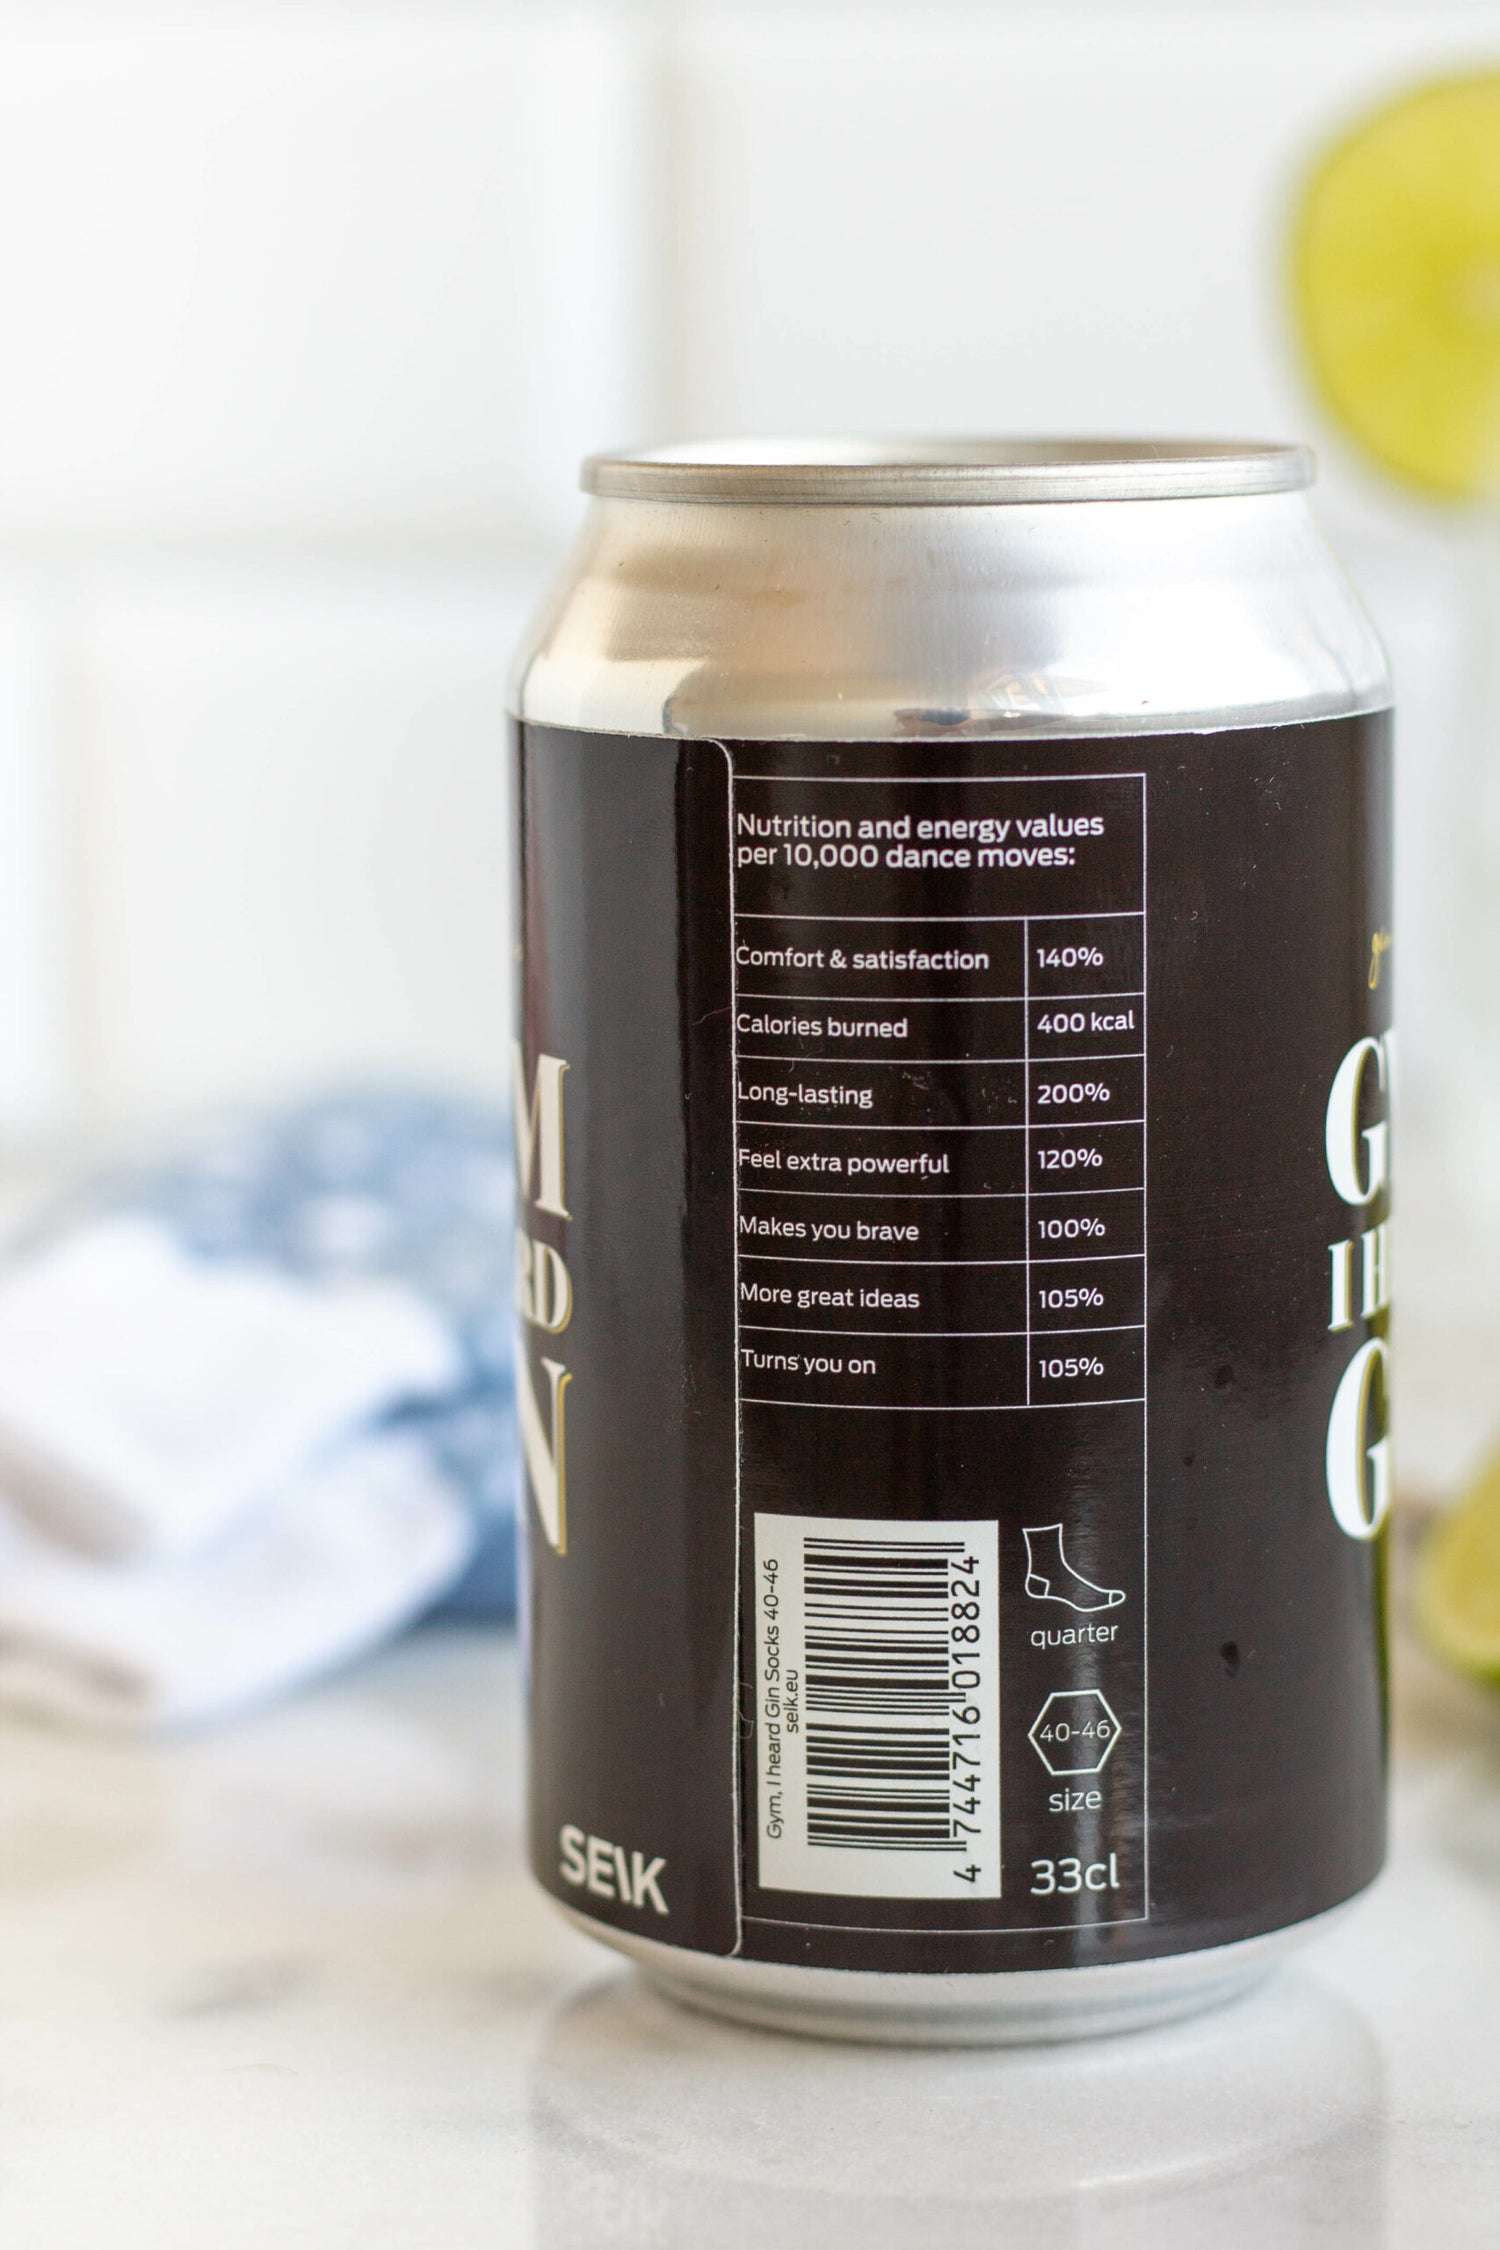 Nutrition and energy values
per 10,000 dance moves:
Comfort & satisfaction 140%
Calories burned 400 kcal
Long-lasting 200%
Feel extra powerful 120%
Makes you brave 100%
More great ideas 105%
Turns you on 105%
Gym, I heard Gin Socks 40-46
seik.eu
4 744716 018824
quarter
40-46
size
33cl
SEIK